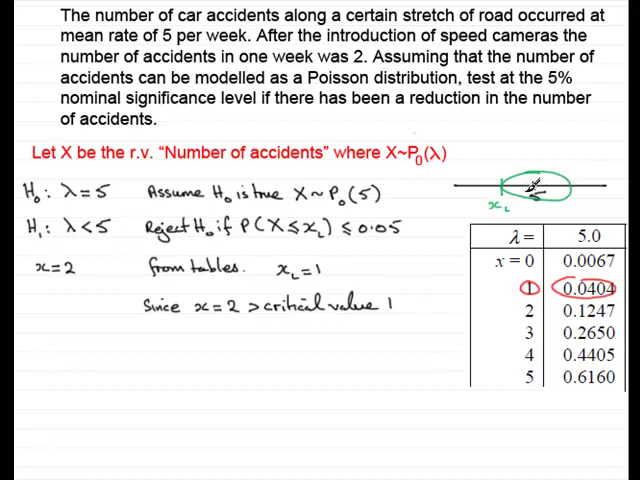 The number of car accidents along a certain stretch of road occurred at
mean rate of 5 per week. After the introduction of speed cameras the
number of accidents in one week was 2. Assuming that the number of
accidents can be modelled as a Poisson distribution, test at the 5%
nominal significance level if there has been a reduction in the number
of accidents.
Let X be the r.v. “Number of accidents” where X~P₀(λ)
H₀: λ = 5 Assume H₀ is true X ~ P₀(5)
H₁: λ < 5 Reject H₀ if P(X ≤ x_L) ≤ 0.05
x = 2 from tables. x_L = 1
Since x = 2 > critical value 1
x_L 5
λ = 5.0
x = 0 0.0067
1 0.0404
2 0.1247
3 0.2650
4 0.4405
5 0.6160